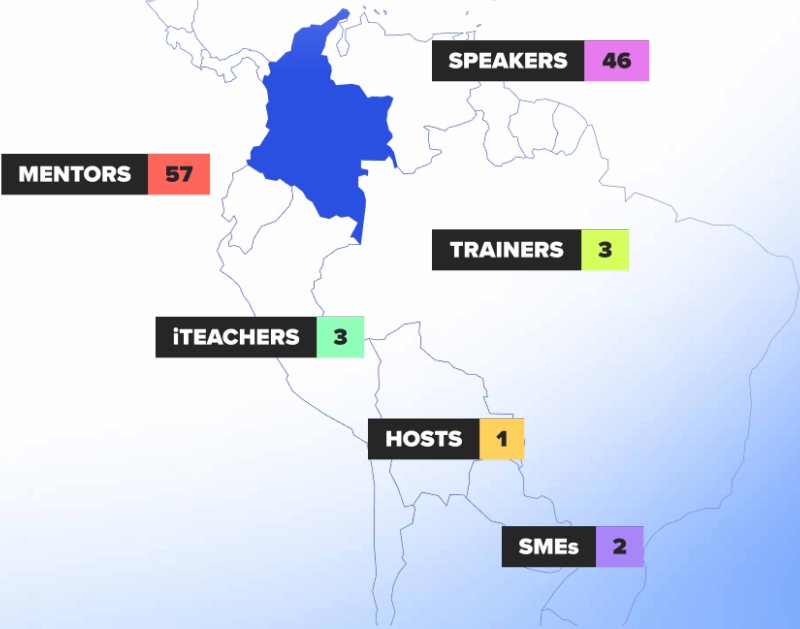 SPEAKERS 46
MENTORS 57
TRAINERS 3
iTEACHERS 3
HOSTS 1
SMEs 2